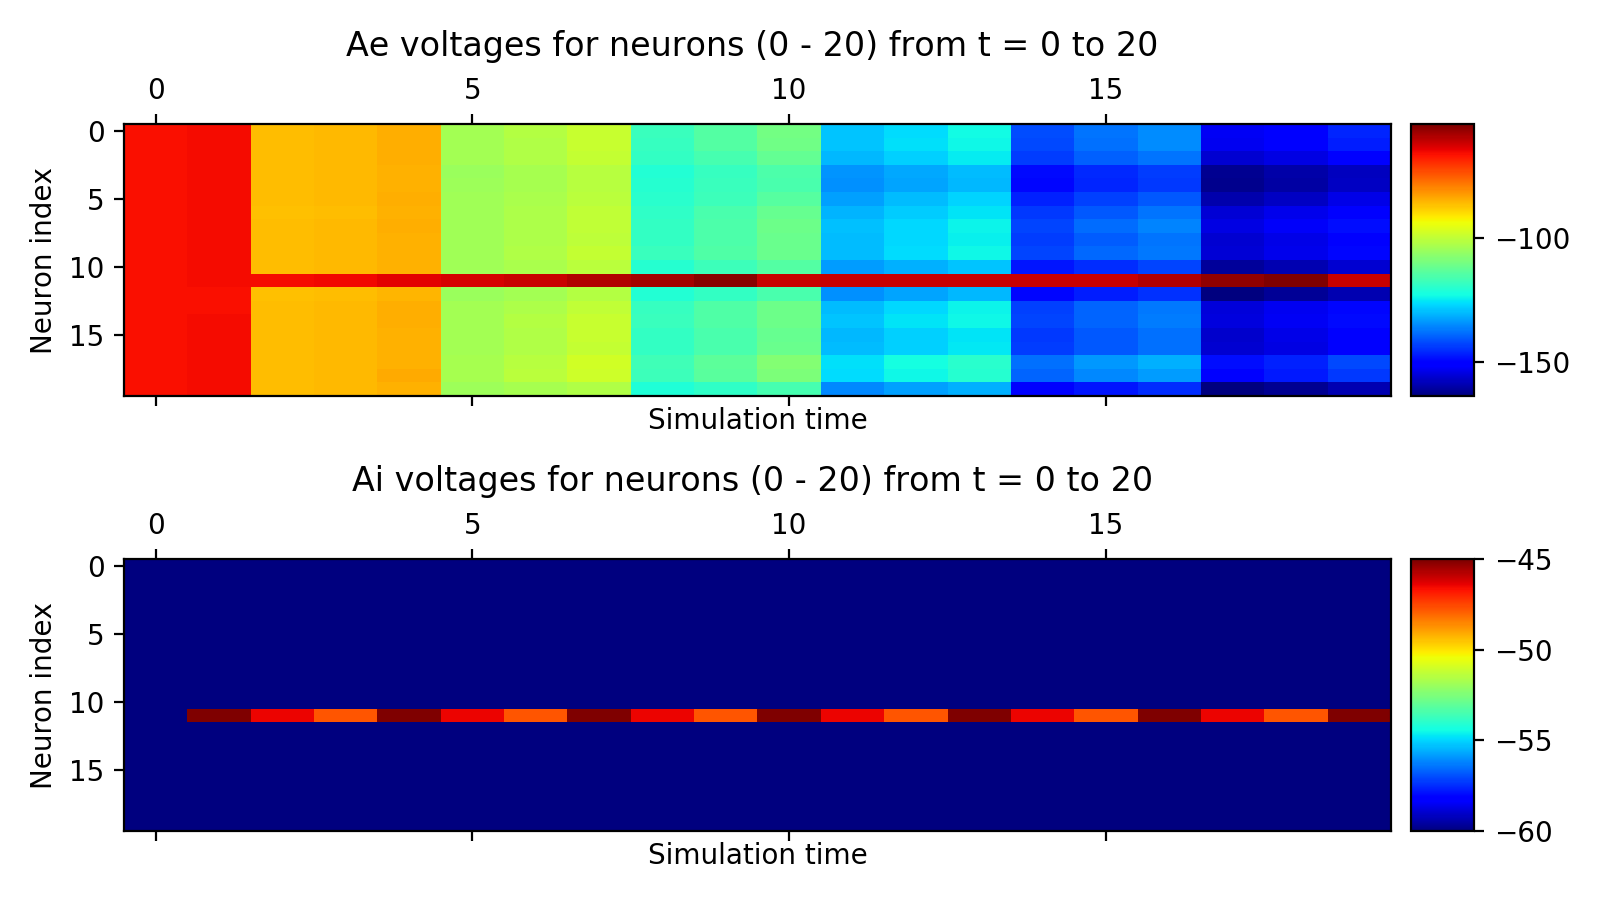 Ae voltages for neurons (0 - 20) from t = 0 to 20
0 5 10 15
Neuron index
0
5
10
15
−100
−150
Simulation time
Ai voltages for neurons (0 - 20) from t = 0 to 20
0 5 10 15
Neuron index
0
5
10
15
−45
−50
−55
−60
Simulation time